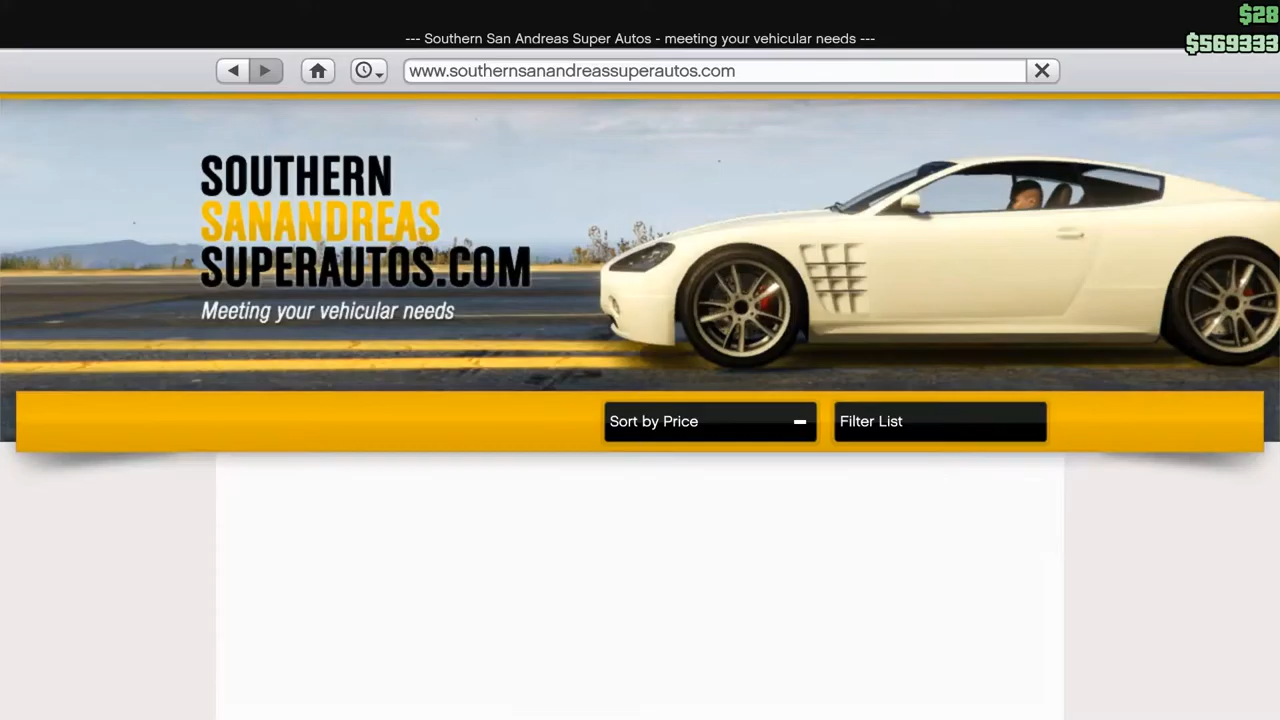 $28
--- Southern San Andreas Super Autos - meeting your vehicular needs ---
$569333
www.southernsanandreassuperautos.com
SOUTHERN
SANANDREAS
SUPERAUTOS.COM
Meeting your vehicular needs
Sort by Price
Filter List